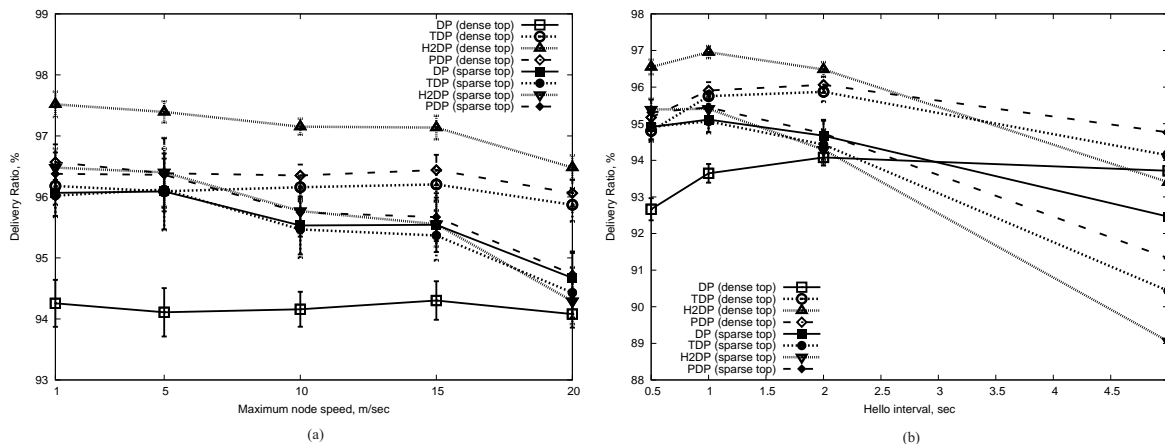 99
98
97
96
95
94
93
1
5
10
15
20
Delivery Ratio, %
Maximum node speed, m/sec
DP (dense top)
TDP (dense top)
H2DP (dense top)
PDP (dense top)
DP (sparse top)
TDP (sparse top)
H2DP (sparse top)
PDP (sparse top)
(a)
98
97
96
95
94
93
92
91
90
89
88
0.5
1
1.5
2
2.5
3
3.5
4
4.5
Delivery Ratio, %
Hello interval, sec
DP (dense top)
TDP (dense top)
H2DP (dense top)
PDP (dense top)
DP (sparse top)
TDP (sparse top)
H2DP (sparse top)
PDP (sparse top)
(b)